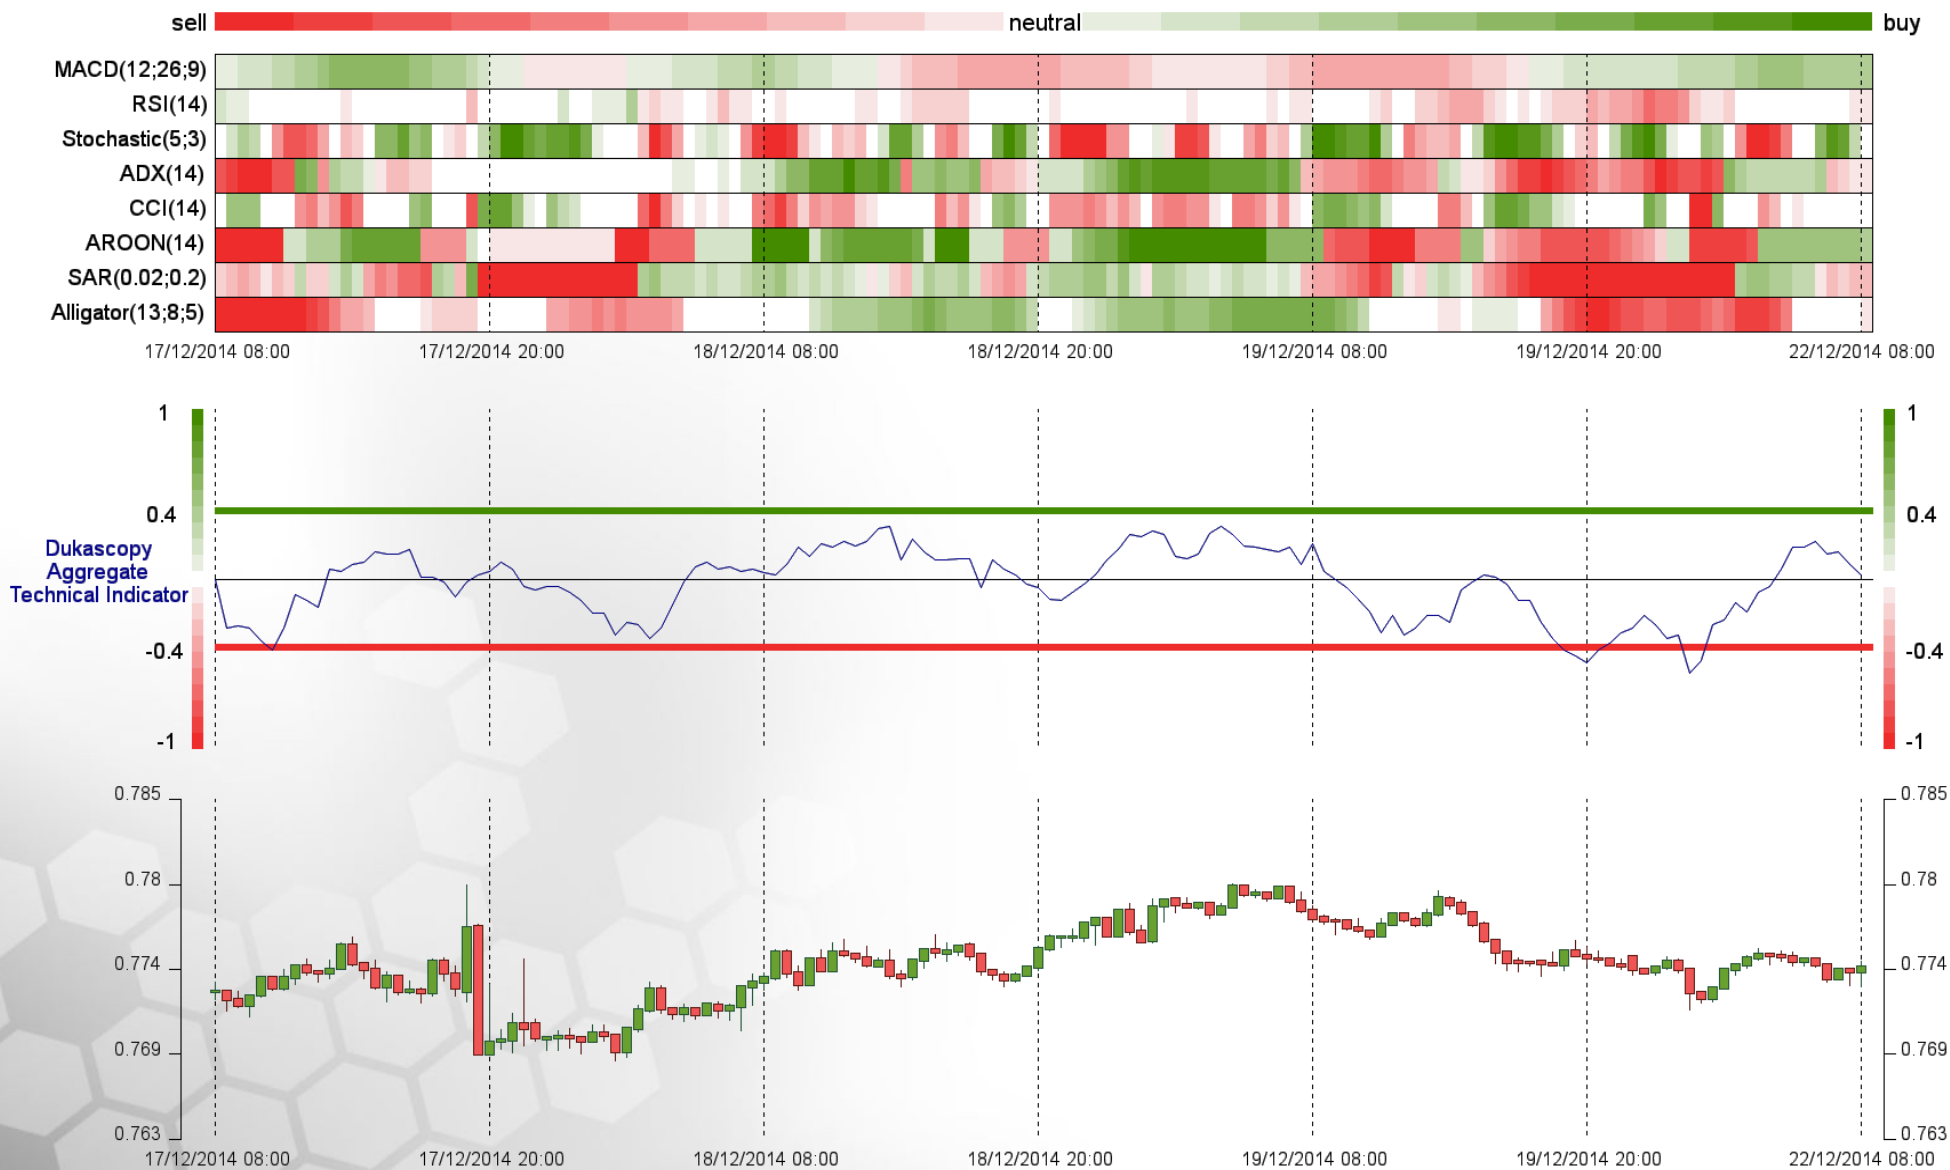 sell neutral buy
MACD(12;26;9)
RSI(14)
Stochastic(5;3)
ADX(14)
CCI(14)
AROON(14)
SAR(0.02;0.2)
Alligator(13;8;5)
17/12/2014 08:00 17/12/2014 20:00 18/12/2014 08:00 18/12/2014 20:00 19/12/2014 08:00 19/12/2014 20:00 22/12/2014 08:00
1 1
0.4 0.4
Dukascopy
Aggregate
Technical Indicator
-0.4 -0.4
-1 -1
0.785 0.785
0.78 0.78
0.774 0.774
0.769 0.769
0.763 0.763
17/12/2014 08:00 17/12/2014 20:00 18/12/2014 08:00 18/12/2014 20:00 19/12/2014 08:00 19/12/2014 20:00 22/12/2014 08:00